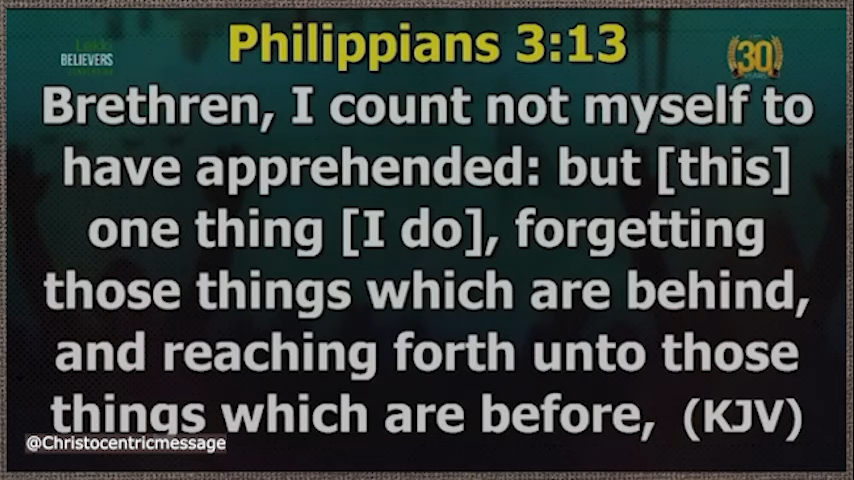 Philippians 3:13
BELIEVERS
30
YEARS
Brethren, I count not myself to
have apprehended: but [this]
one thing [I do], forgetting
those things which are behind,
and reaching forth unto those
things which are before, (KJV)
@Christocentricmessage